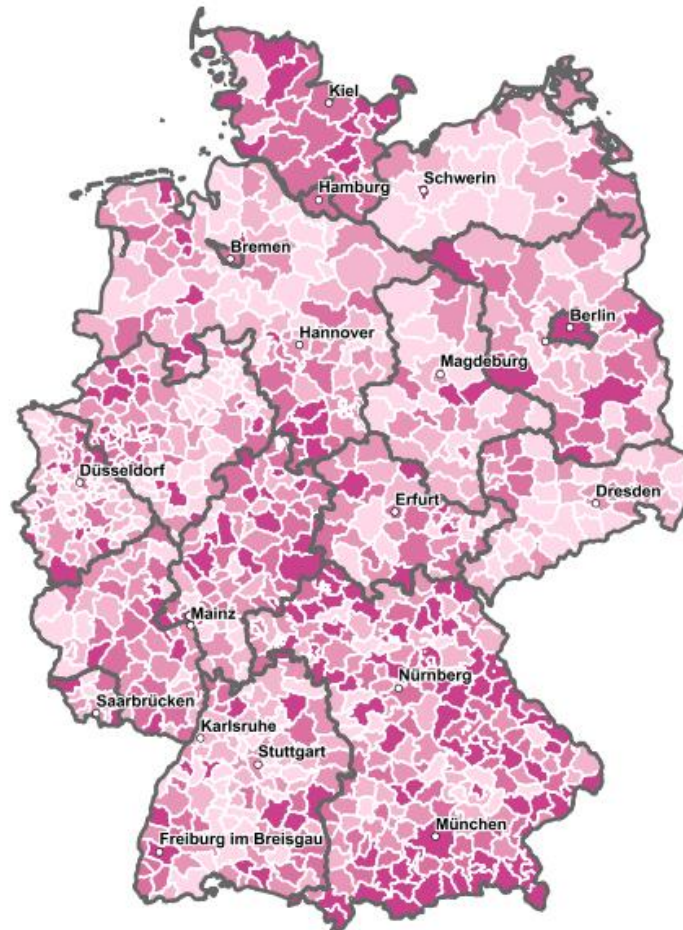 Kiel
Schwerin
Hamburg
Bremen
Berlin
Hannover
Magdeburg
Düsseldorf
Dresden
Erfurt
Mainz
Nürnberg
Saarbrücken
Karlsruhe
Stuttgart
München
Freiburg im Breisgau